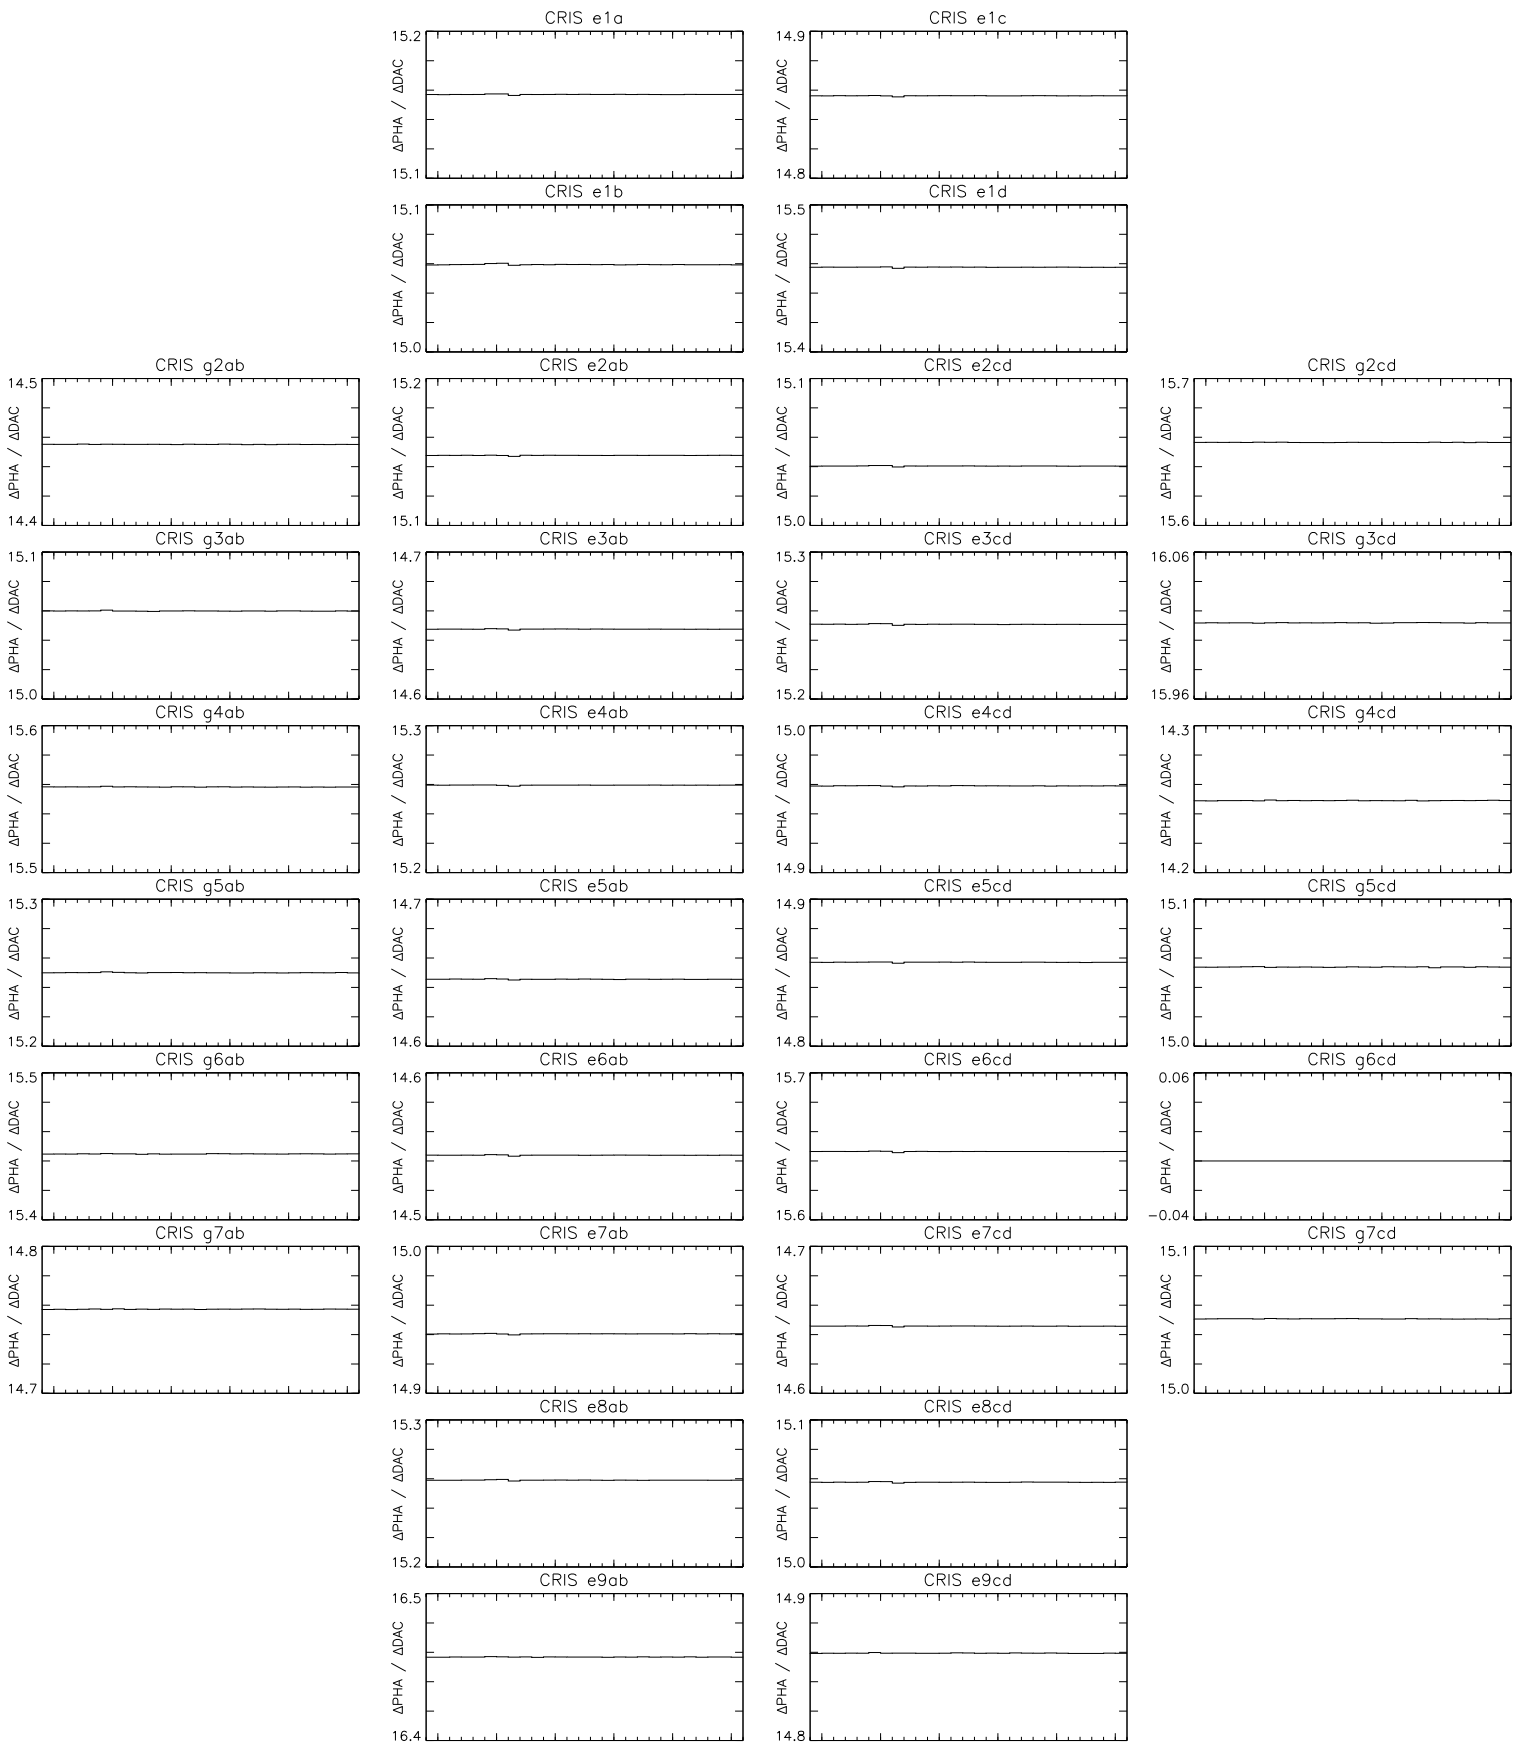 CRIS e1a
15.2
ΔPHA / ΔDAC
15.1
CRIS e1c
14.9
ΔPHA / ΔDAC
14.8
CRIS e1b
15.1
ΔPHA / ΔDAC
15.0
CRIS e1d
15.5
ΔPHA / ΔDAC
15.4
CRIS g2ab
14.5
ΔPHA / ΔDAC
14.4
CRIS e2ab
15.2
ΔPHA / ΔDAC
15.1
CRIS e2cd
15.1
ΔPHA / ΔDAC
15.0
CRIS g2cd
15.7
ΔPHA / ΔDAC
15.6
CRIS g3ab
15.1
ΔPHA / ΔDAC
15.0
CRIS e3ab
14.7
ΔPHA / ΔDAC
14.6
CRIS e3cd
15.3
ΔPHA / ΔDAC
15.2
CRIS g3cd
16.06
ΔPHA / ΔDAC
15.96
CRIS g4ab
15.6
ΔPHA / ΔDAC
15.5
CRIS e4ab
15.3
ΔPHA / ΔDAC
15.2
CRIS e4cd
15.0
ΔPHA / ΔDAC
14.9
CRIS g4cd
14.3
ΔPHA / ΔDAC
14.2
CRIS g5ab
15.3
ΔPHA / ΔDAC
15.2
CRIS e5ab
14.7
ΔPHA / ΔDAC
14.6
CRIS e5cd
14.9
ΔPHA / ΔDAC
14.8
CRIS g5cd
15.1
ΔPHA / ΔDAC
15.0
CRIS g6ab
15.5
ΔPHA / ΔDAC
15.4
CRIS e6ab
14.6
ΔPHA / ΔDAC
14.5
CRIS e6cd
15.7
ΔPHA / ΔDAC
15.6
CRIS g6cd
0.06
ΔPHA / ΔDAC
−0.04
CRIS g7ab
14.8
ΔPHA / ΔDAC
14.7
CRIS e7ab
15.0
ΔPHA / ΔDAC
14.9
CRIS e7cd
14.7
ΔPHA / ΔDAC
14.6
CRIS g7cd
15.1
ΔPHA / ΔDAC
15.0
CRIS e8ab
15.3
ΔPHA / ΔDAC
15.2
CRIS e8cd
15.1
ΔPHA / ΔDAC
15.0
CRIS e9ab
16.5
ΔPHA / ΔDAC
16.4
CRIS e9cd
14.9
ΔPHA / ΔDAC
14.8